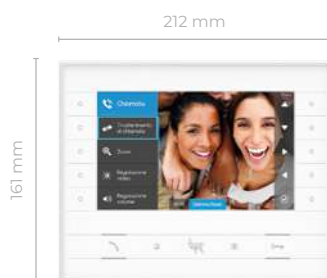 212 mm
161 mm
Chiamata
Trasferimento
di chiamata
Zoom
Regolazione
video
Regolazione
volume